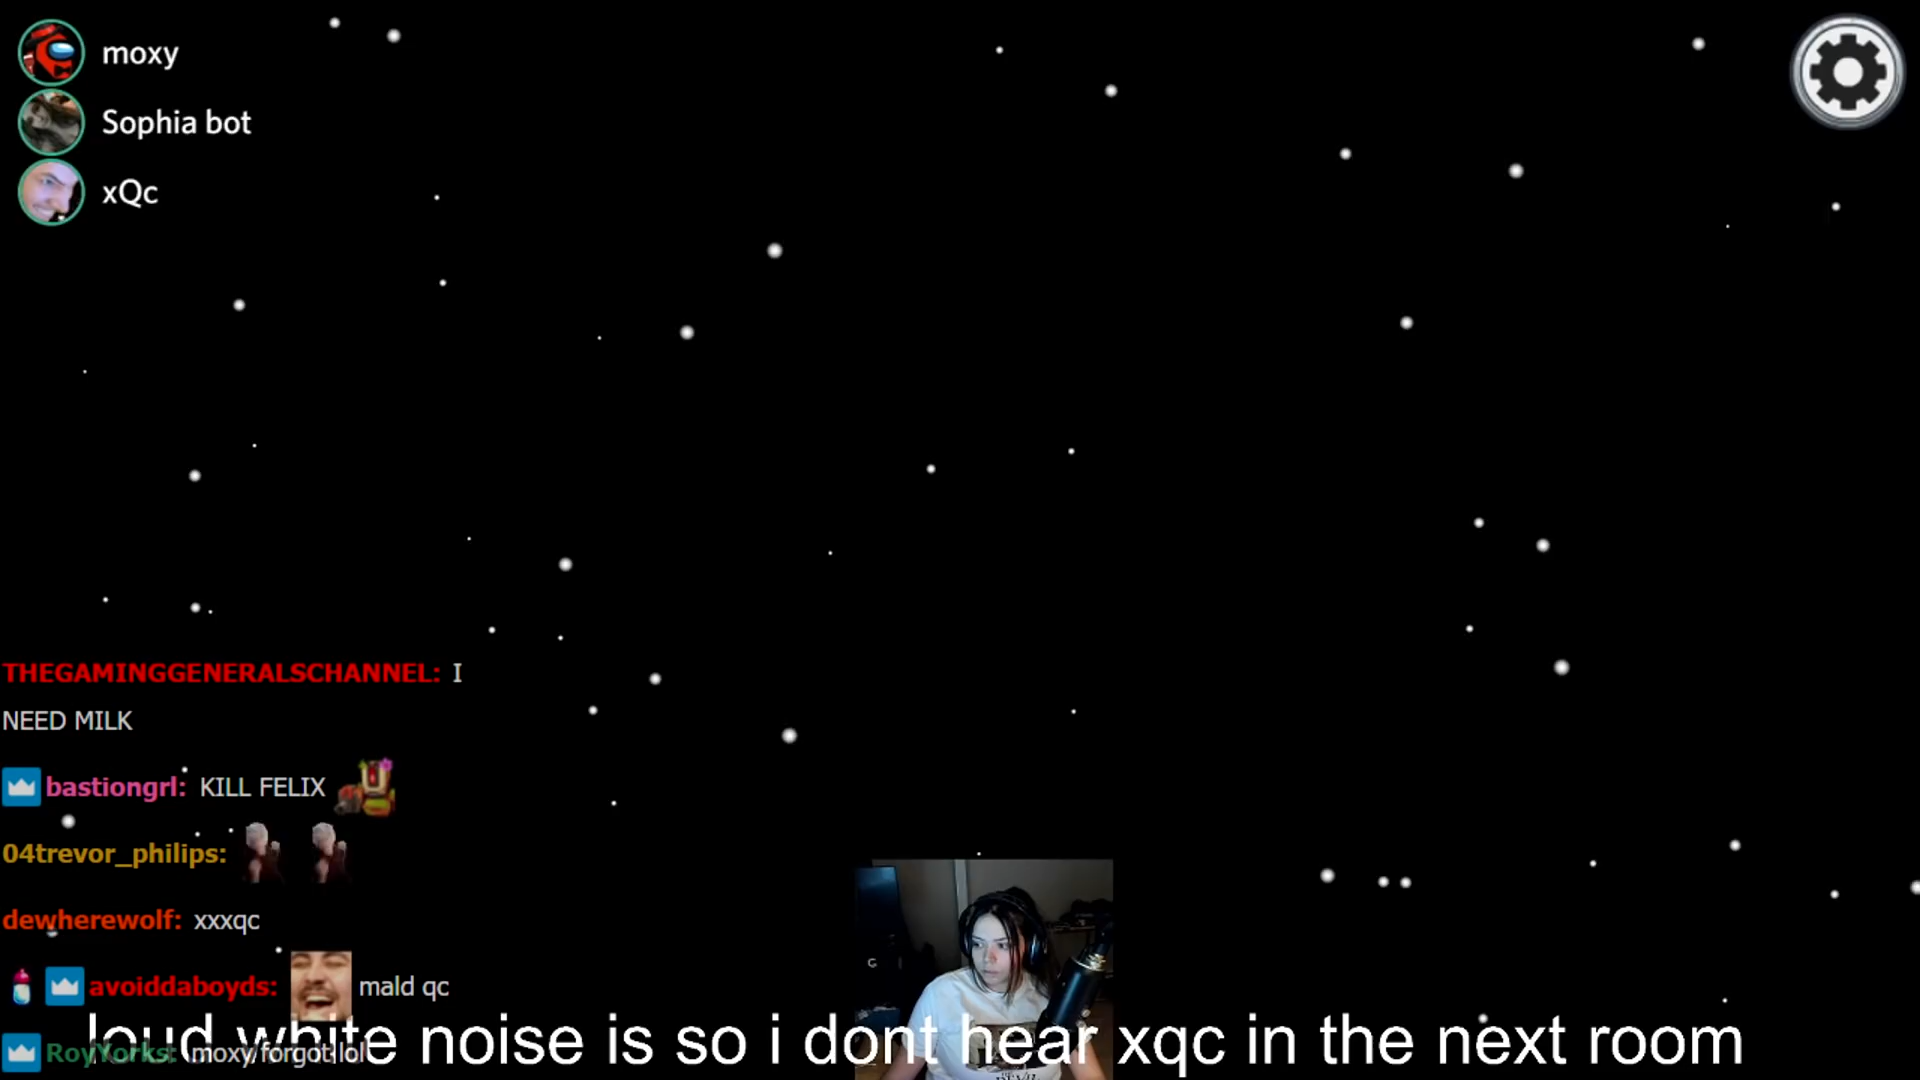 moxy
Sophia bot
xQc
THEGAMINGGENERALSCHANNEL: I
NEED MILK
bastiongrl: KILL FELIX
04trevor_philips:
dewherewolf: xxxqc
avoiddaboyds: mald qc
loud white noise is so i dont hear xqc in the next room
RoyYorks: moxy forgot lol
DEVIL